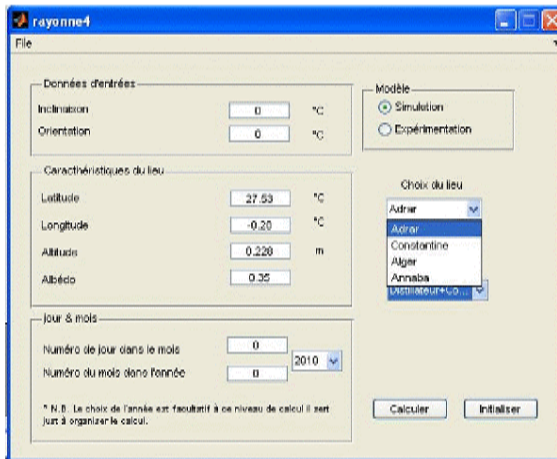 rayonne4
File
Données d'entrées
Inclinaison 0 °C
Orientation 0 °C
Modèle
Simulation
Expérimentation
Caracthéristiques du lieu
Latitude 27.53 °C
Longitude -0.20 °C
Altitude 0.228 m
Albédo 0.35
Choix du lieu
Adrar
Adrar
Constantine
Alger
Annaba
Distillateur+Co...
jour & mois
Numéro de jour dans le mois 0
Numéro du mois dans l'année 0
2010
* N.B. Le choix de l'année est facultatif à ce niveau de calcul il sert
just à organiser le calcul.
Calculer
Initialiser